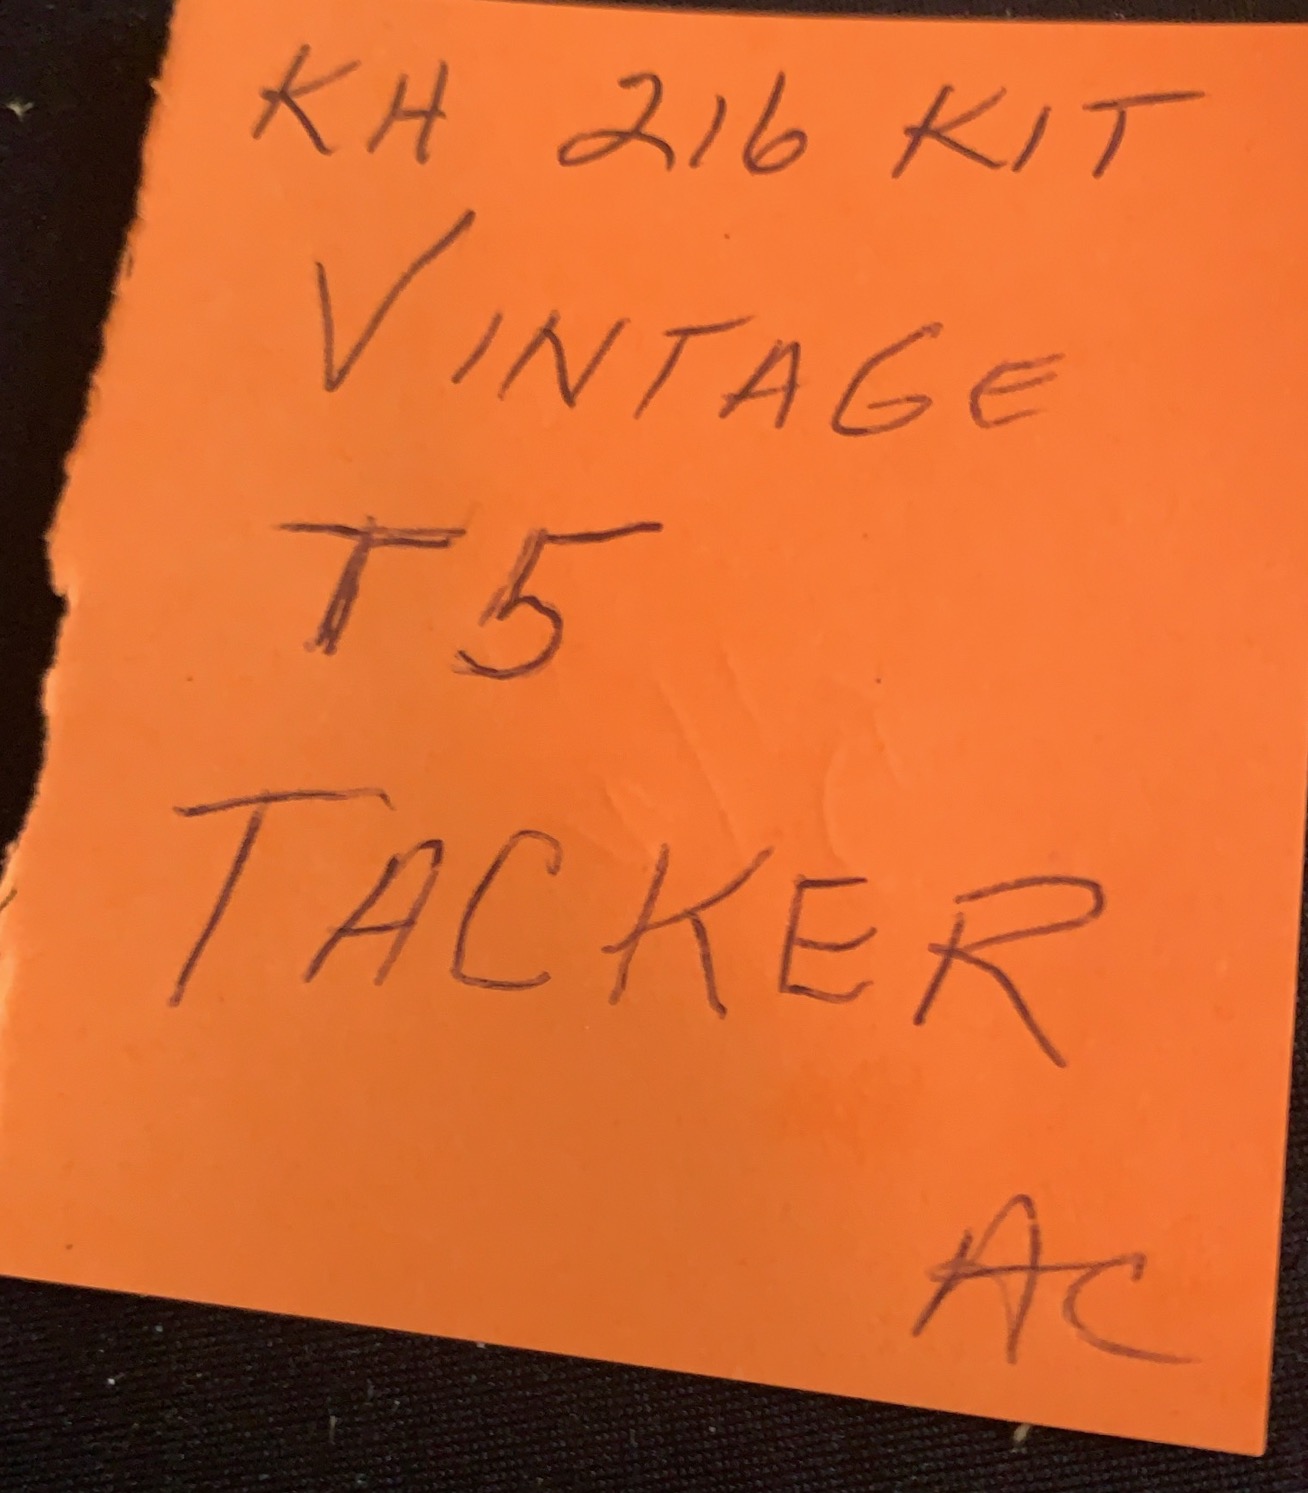 KH 216 KIT
VINTAGE
T5
TACKER
AC